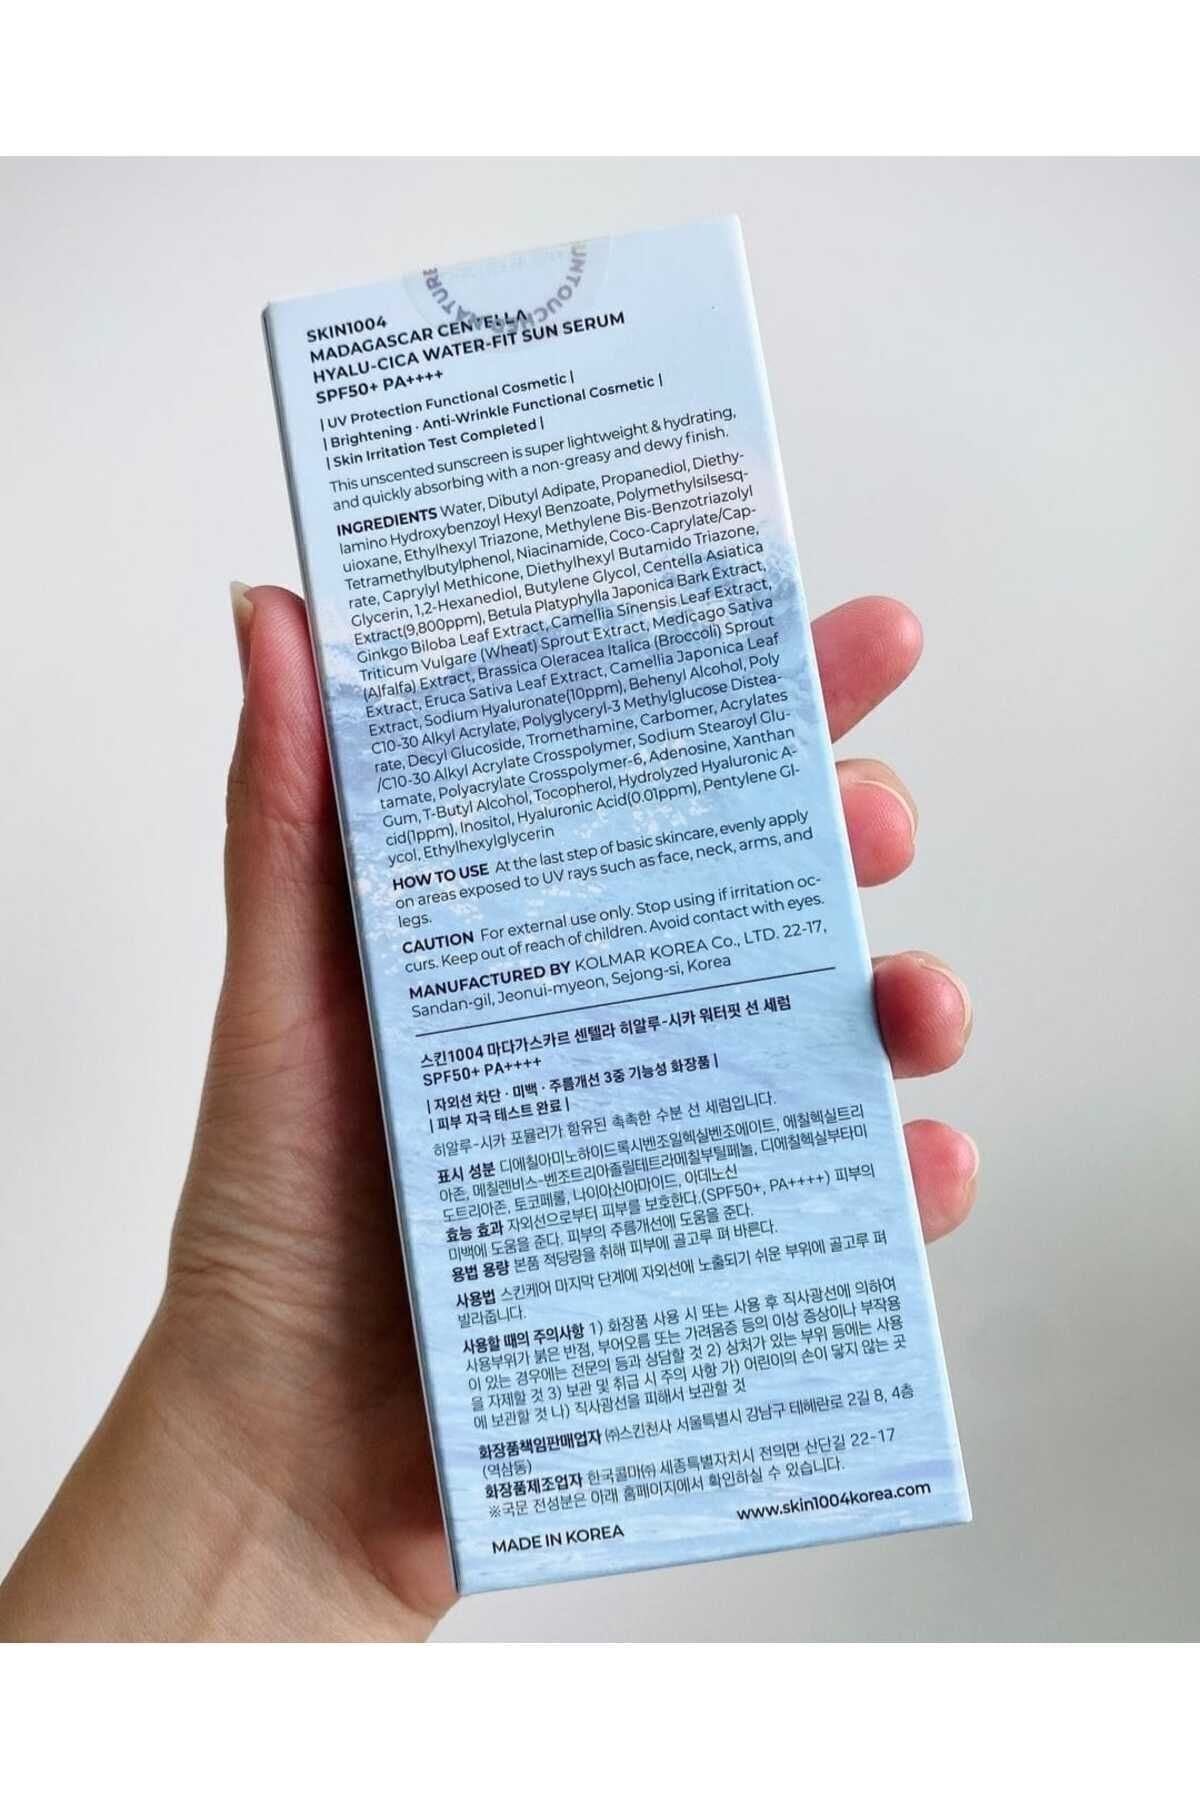 UNTOUCHED NATURE
SKIN1004
MADAGASCAR CENTELLA
HYALU-CICA WATER-FIT SUN SERUM
SPF50+ PA++++
| UV Protection Functional Cosmetic |
| Brightening · Anti-Wrinkle Functional Cosmetic |
| Skin Irritation Test Completed |
This unscented sunscreen is super lightweight & hydrating,
and quickly absorbing with a non-greasy and dewy finish.
INGREDIENTS Water, Dibutyl Adipate, Propanediol, Diethy-
lamino Hydroxybenzoyl Hexyl Benzoate, Polymethylsilsesq-
uioxane, Ethylhexyl Triazone, Methylene Bis-Benzotriazolyl
Tetramethylbutylphenol, Niacinamide, Coco-Caprylate/Cap-
rate, Caprylyl Methicone, Diethylhexyl Butamido Triazone,
Glycerin, 1,2-Hexanediol, Butylene Glycol, Centella Asiatica
Extract(9,800ppm), Betula Platyphylla Japonica Bark Extract,
Ginkgo Biloba Leaf Extract, Camellia Sinensis Leaf Extract,
Triticum Vulgare (Wheat) Sprout Extract, Medicago Sativa
(Alfalfa) Extract, Brassica Oleracea Italica (Broccoli) Sprout
Extract, Eruca Sativa Leaf Extract, Camellia Japonica Leaf
Extract, Sodium Hyaluronate(10ppm), Behenyl Alcohol, Poly
C10-30 Alkyl Acrylate, Polyglyceryl-3 Methylglucose Distea-
rate, Decyl Glucoside, Tromethamine, Carbomer, Acrylates
/C10-30 Alkyl Acrylate Crosspolymer, Sodium Stearoyl Glu-
tamate, Polyacrylate Crosspolymer-6, Adenosine, Xanthan
Gum, T-Butyl Alcohol, Tocopherol, Hydrolyzed Hyaluronic A-
cid(1ppm), Inositol, Hyaluronic Acid(0.01ppm), Pentylene Gl-
ycol, Ethylhexylglycerin
HOW TO USE At the last step of basic skincare, evenly apply
on areas exposed to UV rays such as face, neck, arms, and
legs.
CAUTION For external use only. Stop using if irritation oc-
curs. Keep out of reach of children. Avoid contact with eyes.
MANUFACTURED BY KOLMAR KOREA Co., LTD. 22-17,
Sandan-gil, Jeonui-myeon, Sejong-si, Korea
스킨1004 마다가스카르 센텔라 히알루-시카 워터핏 선 세럼
SPF50+ PA++++
| 자외선 차단 · 미백 · 주름개선 3중 기능성 화장품 |
| 피부 자극 테스트 완료 |
히알루-시카 포뮬러가 함유된 촉촉한 수분 선 세럼입니다.
표시 성분 디에칠아미노하이드록시벤조일헥실벤조에이트, 에칠헥실트리
아존, 메칠렌비스-벤조트리아졸릴테트라메칠부틸페놀, 디에칠헥실부타미
도트리아존, 토코페롤, 나이아신아마이드, 아데노신
효능 효과 자외선으로부터 피부를 보호한다.(SPF50+, PA++++) 피부의
미백에 도움을 준다. 피부의 주름개선에 도움을 준다.
용법 용량 본품 적당량을 취해 피부에 골고루 펴 바른다.
사용법 스킨케어 마지막 단계에 자외선에 노출되기 쉬운 부위에 골고루 펴
발라줍니다.
사용할 때의 주의사항 1) 화장품 사용 시 또는 사용 후 직사광선에 의하여
사용부위가 붉은 반점, 부어오름 또는 가려움증 등의 이상 증상이나 부작용
이 있는 경우에는 전문의 등과 상담할 것 2) 상처가 있는 부위 등에는 사용
을 자제할 것 3) 보관 및 취급 시 주의 사항 가) 어린이의 손이 닿지 않는 곳
에 보관할 것 나) 직사광선을 피해서 보관할 것
화장품책임판매업자 ㈜스킨천사 서울특별시 강남구 테헤란로 2길 8, 4층
(역삼동)
화장품제조업자 한국콜마㈜ 세종특별자치시 전의면 산단길 22-17
※국문 전성분은 아래 홈페이지에서 확인하실 수 있습니다.
www.skin1004korea.com
MADE IN KOREA